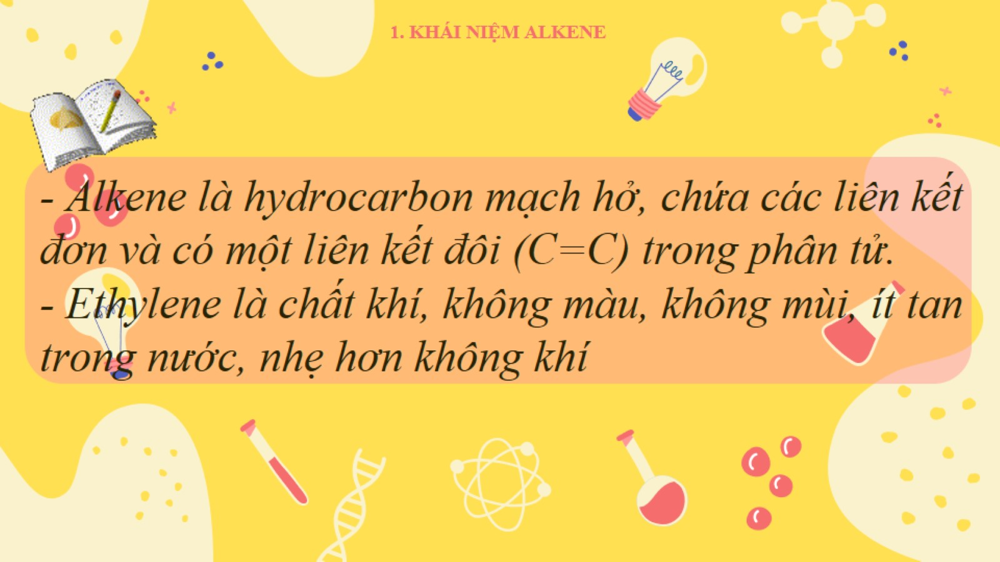 1. KHÁI NIỆM ALKENE
- Alkene là hydrocarbon mạch hở, chứa các liên kết
đơn và có một liên kết đôi (C=C) trong phân tử.
- Ethylene là chất khí, không màu, không mùi, ít tan
trong nước, nhẹ hơn không khí